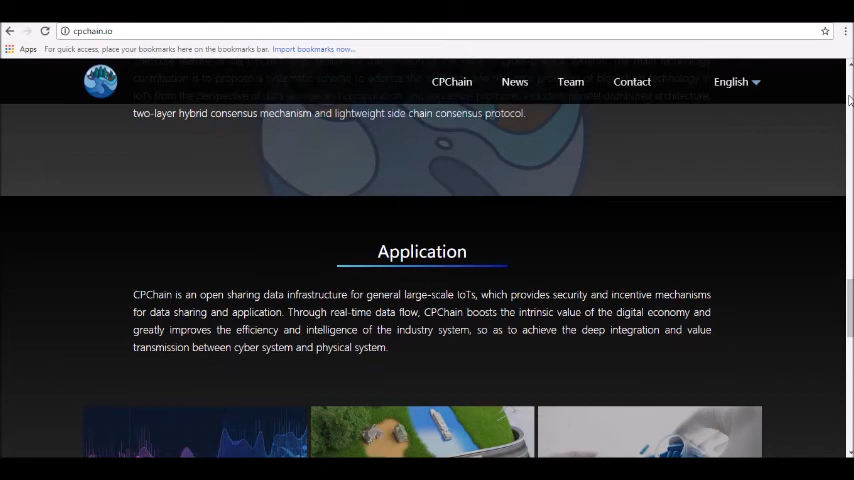 cpchain.io
Apps For quick access, place your bookmarks here on the bookmarks bar. Import bookmarks now...
CPChain News Team Contact English
two-layer hybrid consensus mechanism and lightweight side chain consensus protocol.
Application
CPChain is an open sharing data infrastructure for general large-scale IoTs, which provides security and incentive mechanisms
for data sharing and application. Through real-time data flow, CPChain boosts the intrinsic value of the digital economy and
greatly improves the efficiency and intelligence of the industry system, so as to achieve the deep integration and value
transmission between cyber system and physical system.